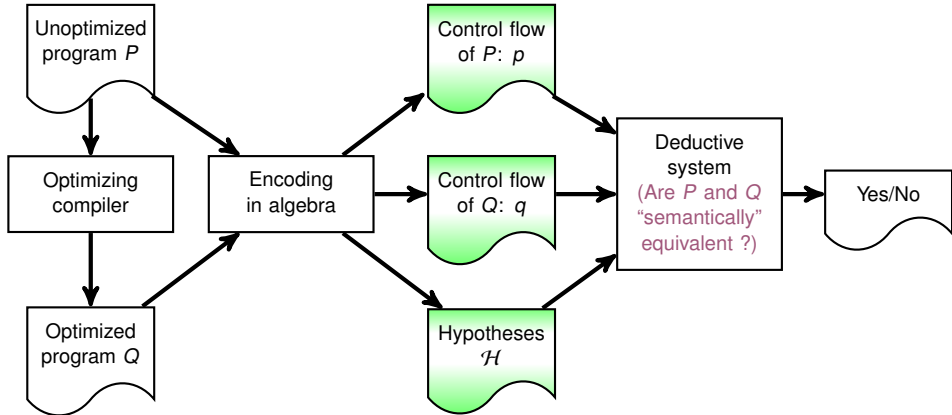 Unoptimized
program P
Optimizing
compiler
Optimized
program Q
Encoding
in algebra
Control flow
of P: p
Control flow
of Q: q
Hypotheses
ℋ
Deductive
system
(Are P and Q
“semantically”
equivalent ?)
Yes/No